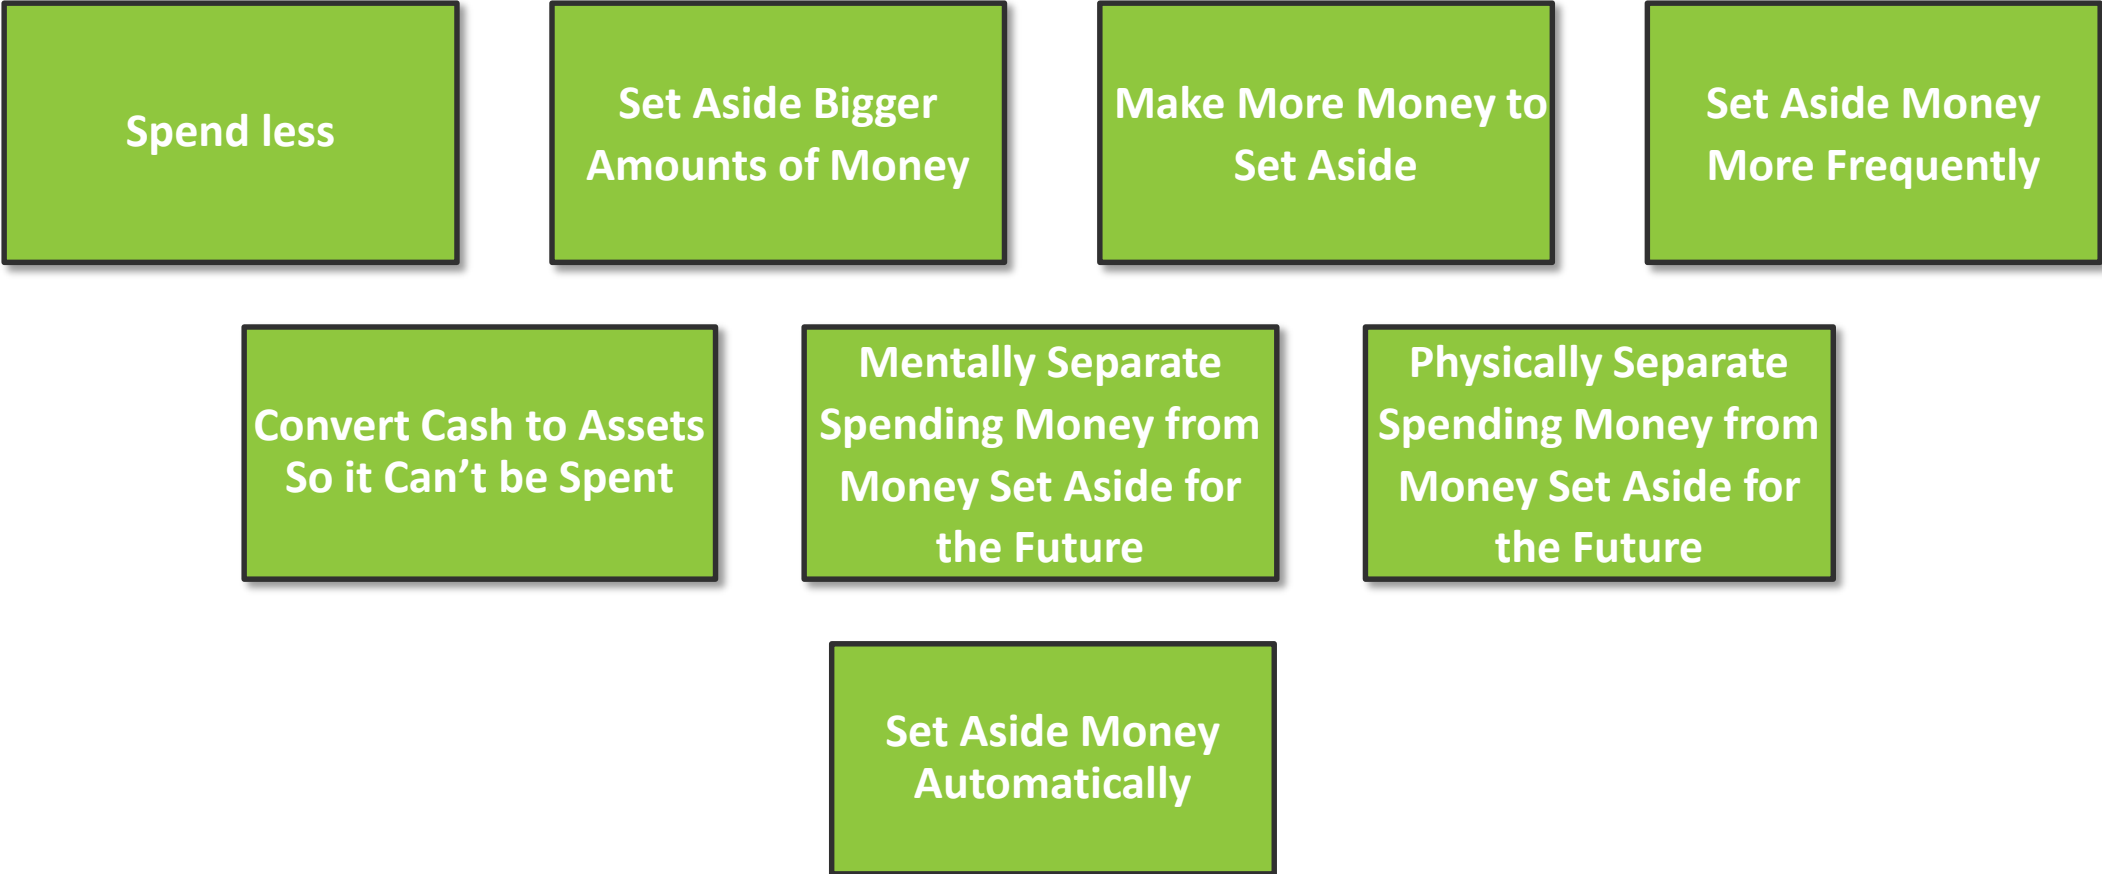 Spend less
Set Aside Bigger
Amounts of Money
Make More Money to
Set Aside
Set Aside Money
More Frequently
Convert Cash to Assets
So it Can’t be Spent
Mentally Separate
Spending Money from
Money Set Aside for
the Future
Physically Separate
Spending Money from
Money Set Aside for
the Future
Set Aside Money
Automatically